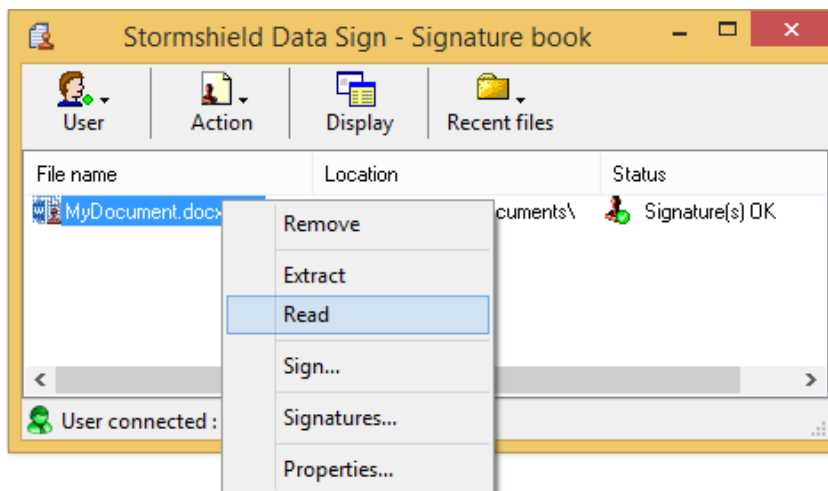 Stormshield Data Sign - Signature book
User Action Display Recent files
File name Location Status
MyDocument.docx cuments\ Signature(s) OK
Remove
Extract
Read
Sign...
Signatures...
User connected :
Properties...